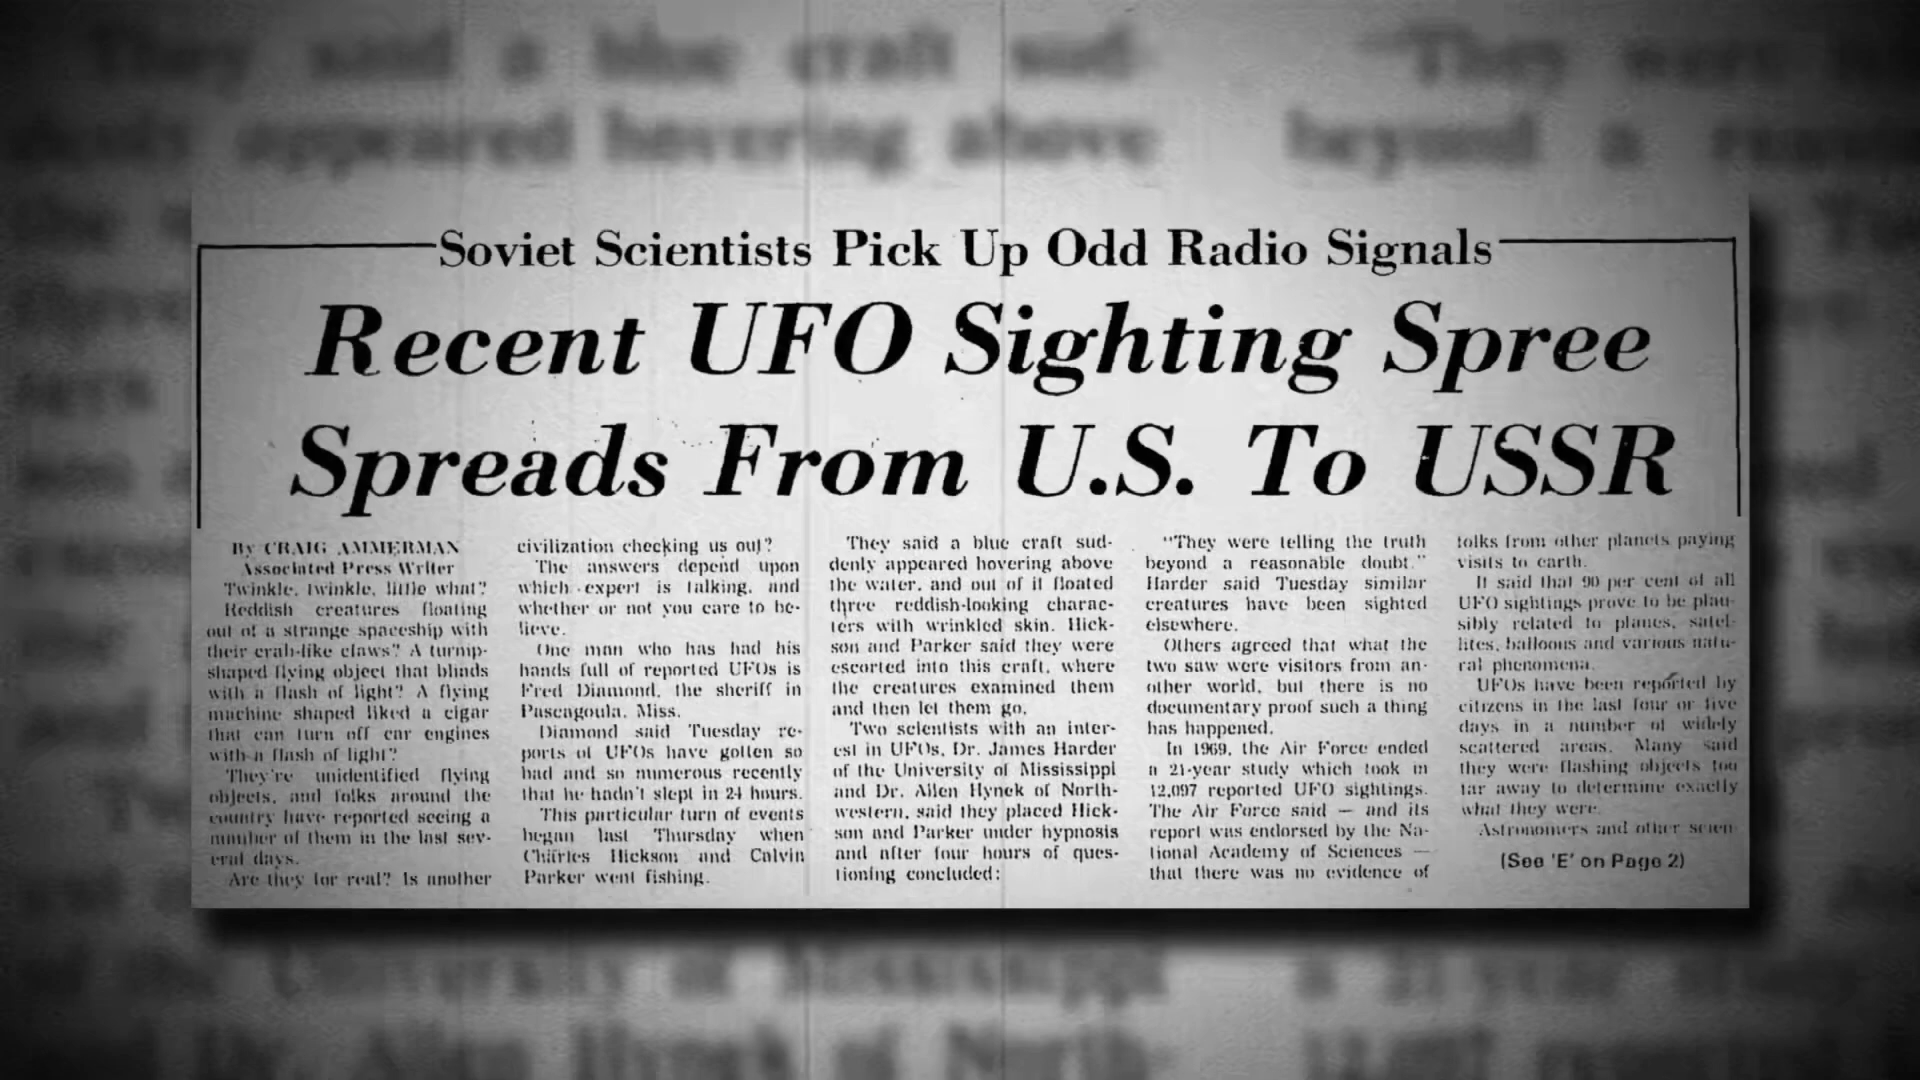 They said a blue craft sud-
appeared hovering above
"They were
beyond a
Soviet Scientists Pick Up Odd Radio Signals
Recent UFO Sighting Spree
Spreads From U.S. To USSR
By CRAIG AMMERMAN
Associated Press Writer
Twinkle, twinkle, little what?
Reddish creatures floating
out of a strange spaceship with
their crab-like claws? A turnip-
shaped flying object that blinds
with a flash of light? A flying
machine shaped liked a cigar
that can turn off car engines
with a flash of light?
They're unidentified flying
objects, and folks around the
country have reported seeing a
number of them in the last sev-
eral days.
Are they for real? Is another
civilization checking us out?
The answers depend upon
which expert is talking, and
whether or not you care to be-
lieve.
One man who has had his
hands full of reported UFOs is
Fred Diamond, the sheriff in
Pascagoula, Miss.
Diamond said Tuesday re-
ports of UFOs have gotten so
bad and so numerous recently
that he hadn't slept in 24 hours.
This particular turn of events
began last Thursday when
Charles Hickson and Calvin
Parker went fishing.
They said a blue craft sud-
denly appeared hovering above
the water, and out of it floated
three reddish-looking charac-
ters with wrinkled skin. Hick-
son and Parker said they were
escorted into this craft, where
the creatures examined them
and then let them go.
Two scientists with an inter-
est in UFOs, Dr. James Harder
of the University of Mississippi
and Dr. Allen Hynek of North-
western, said they placed Hick-
son and Parker under hypnosis
and after four hours of ques-
tioning concluded:
"They were telling the truth
beyond a reasonable doubt."
Harder said Tuesday similar
creatures have been sighted
elsewhere.
Others agreed that what the
two saw were visitors from an-
other world, but there is no
documentary proof such a thing
has happened.
In 1969, the Air Force ended
a 21-year study which took in
12,097 reported UFO sightings.
The Air Force said — and its
report was endorsed by the Na-
tional Academy of Sciences —
that there was no evidence of
folks from other planets paying
visits to earth.
It said that 90 per cent of all
UFO sightings prove to be plau-
sibly related to planes, satel-
lites, balloons and various natu-
ral phenomena.
UFOs have been reported by
citizens in the last four or five
days in a number of widely
scattered areas. Many said
they were flashing objects too
far away to determine exactly
what they were.
Astronomers and other scien-
(See 'E' on Page 2)